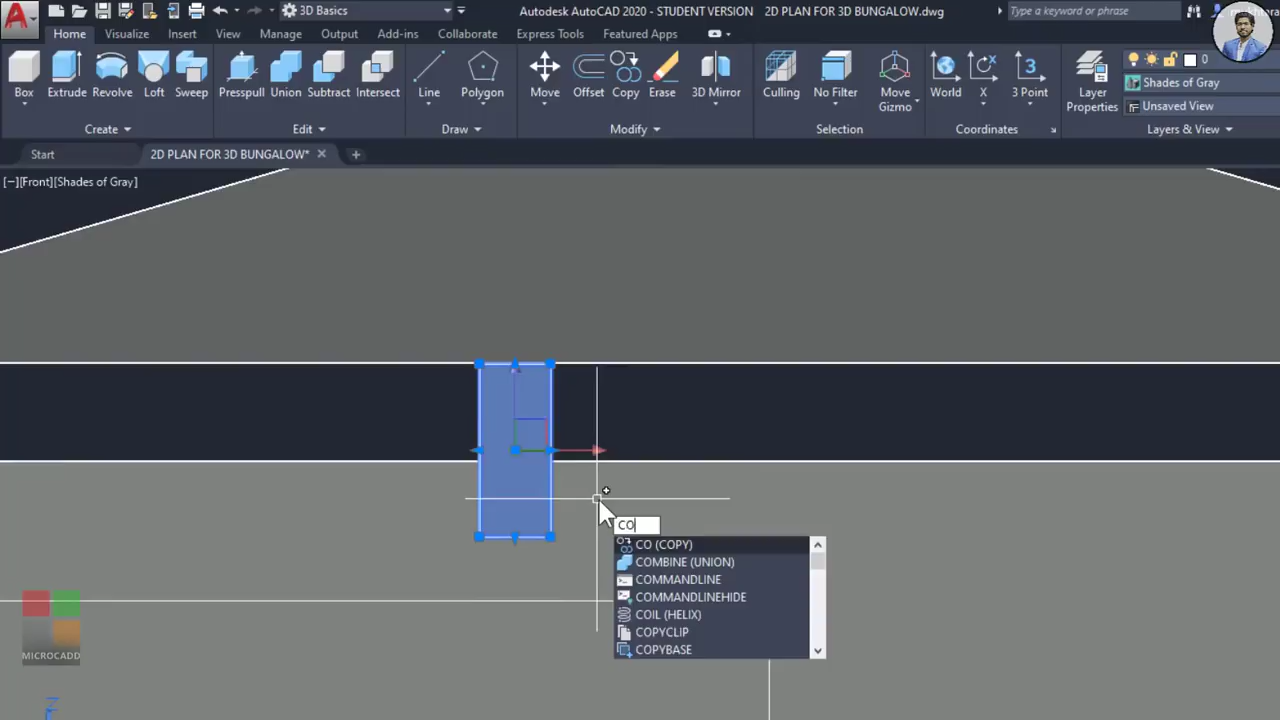 3D Basics
Autodesk AutoCAD 2020 - STUDENT VERSION 2D PLAN FOR 3D BUNGALOW.dwg
Type a keyword or phrase
Home Visualize Insert View Manage Output Add-ins Collaborate Express Tools Featured Apps
Box Extrude Revolve Loft Sweep Presspull Union Subtract Intersect Line Polygon Move Offset Copy Erase 3D Mirror Culling No Filter Move Gizmo World X 3 Point Layer Properties
0
Shades of Gray
Unsaved View
Create Edit Draw Modify Selection Coordinates Layers & View
Start 2D PLAN FOR 3D BUNGALOW*
[−][Front][Shades of Gray]
CO
CO (COPY)
COMBINE (UNION)
COMMANDLINE
COMMANDLINEHIDE
COIL (HELIX)
COPYCLIP
COPYBASE
MICROCADD
Z